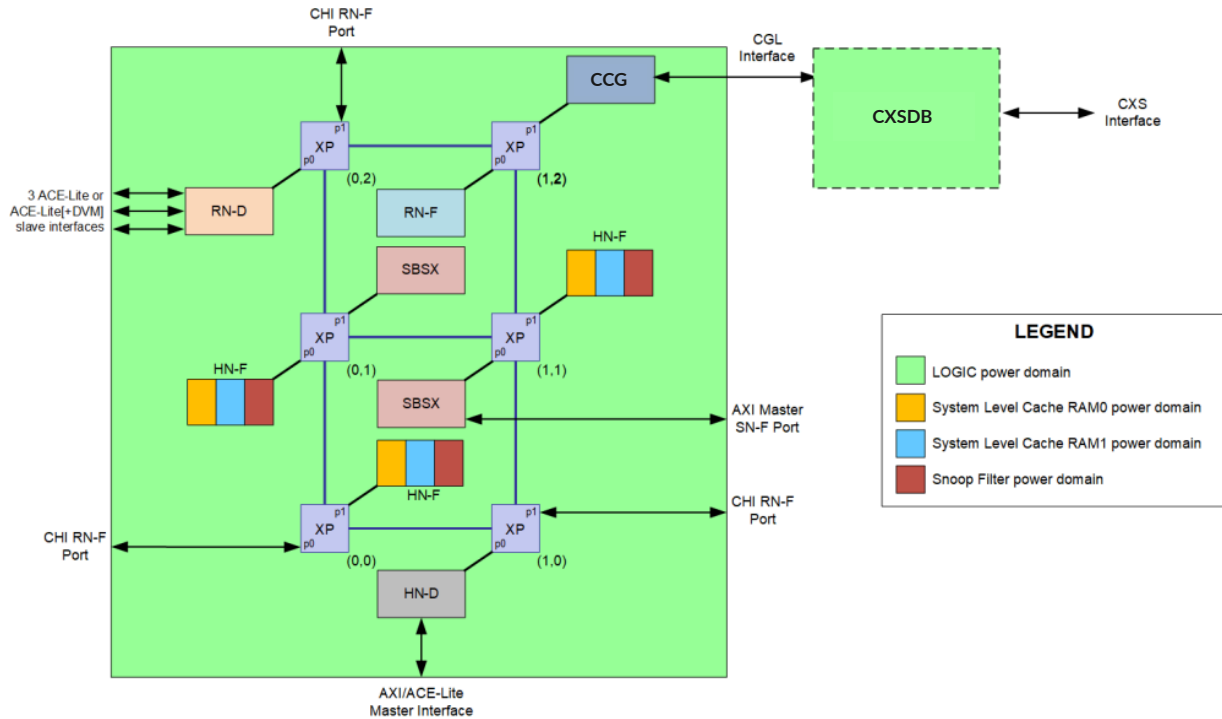 CHI RN-F
Port
CCG
CGL
Interface
CXSDB
CXS
Interface
p1
XP
p0
(0,2)
p1
XP
p0
(1,2)
3 ACE-Lite or
ACE-Lite[+DVM]
slave interfaces
RN-D
RN-F
HN-F
SBSX
p1
XP
p0
(0,1)
p1
XP
p0
(1,1)
HN-F
SBSX
AXI Master
SN-F Port
HN-F
p1
XP
p0
(0,0)
p1
XP
p0
(1,0)
CHI RN-F
Port
CHI RN-F
Port
HN-D
AXI/ACE-Lite
Master Interface
LEGEND
LOGIC power domain
System Level Cache RAM0 power domain
System Level Cache RAM1 power domain
Snoop Filter power domain